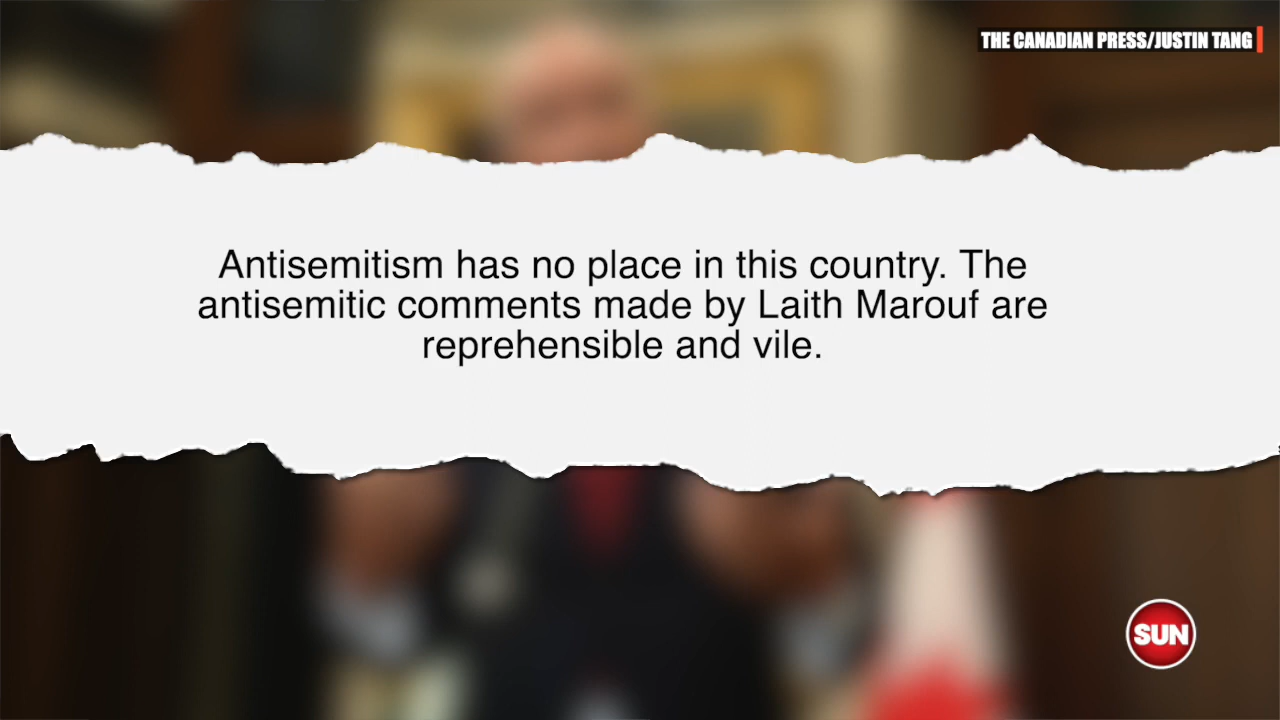 THE CANADIAN PRESS/JUSTIN TANG
Antisemitism has no place in this country. The
antisemitic comments made by Laith Marouf are
reprehensible and vile.
SUN